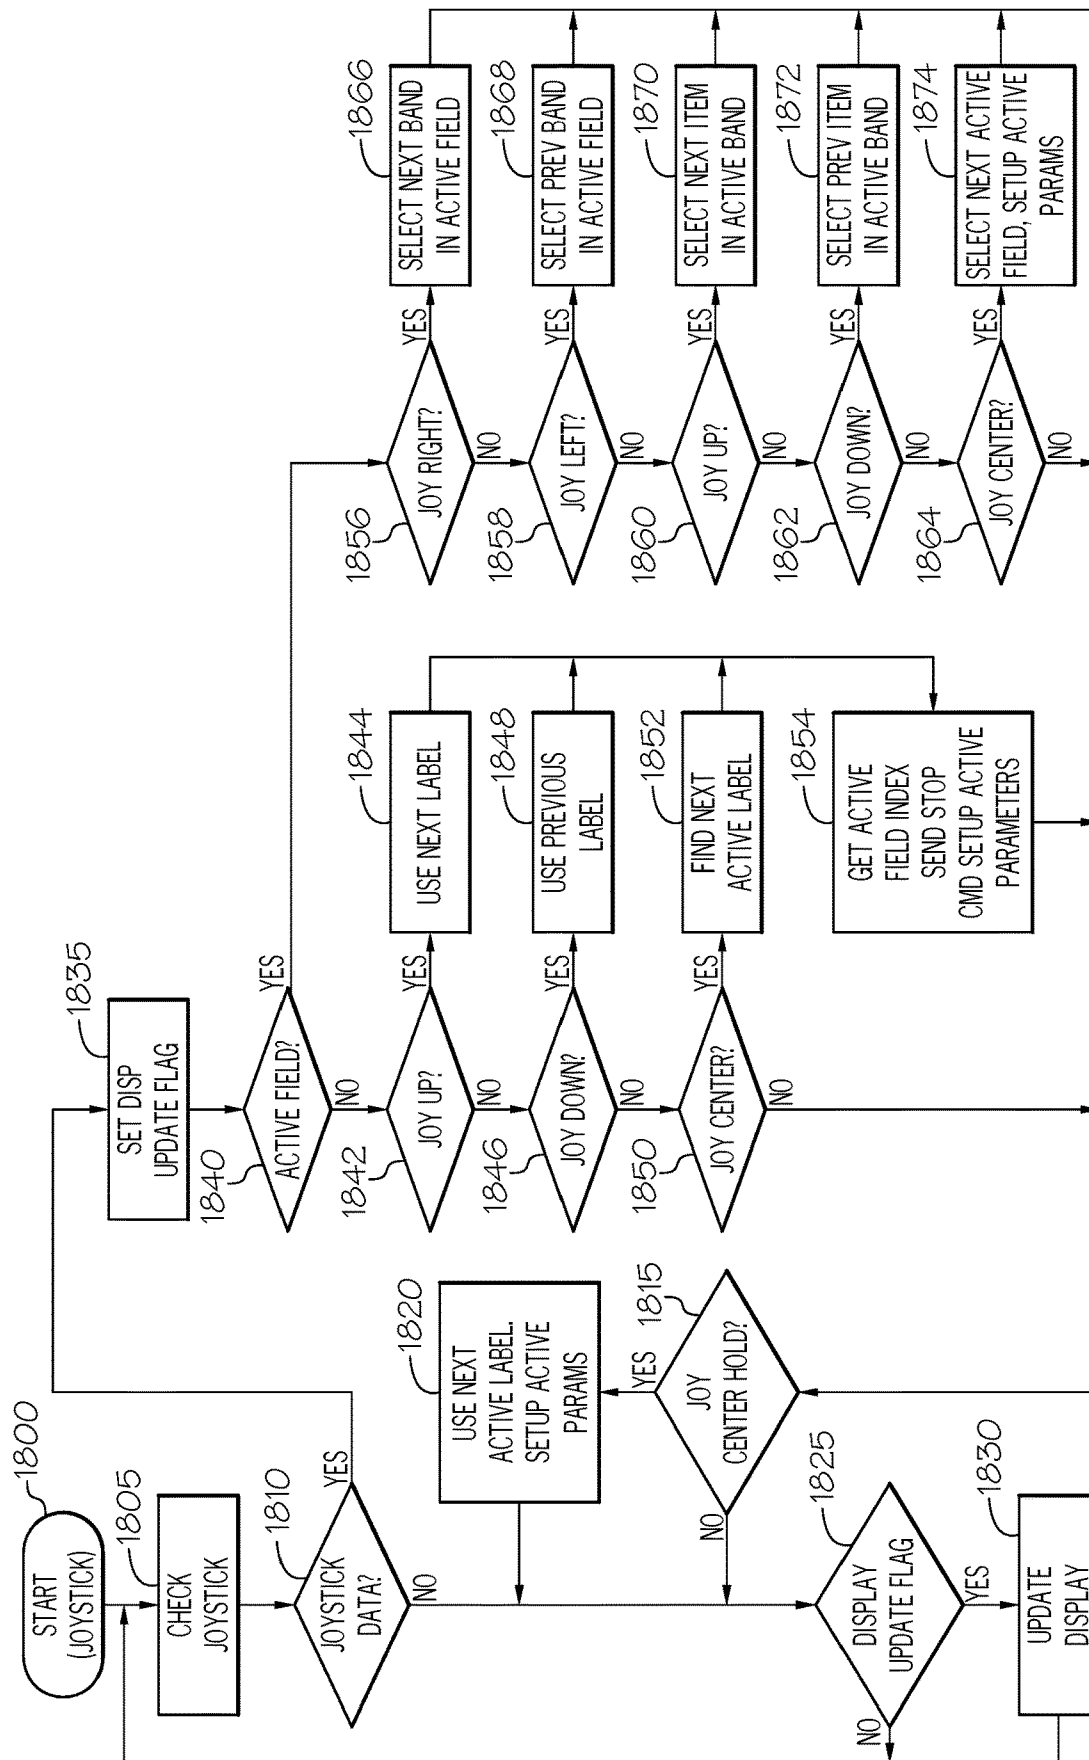 START
(JOYSTICK)
1800
CHECK
JOYSTICK
1805
JOYSTICK
DATA?
1810
YES
NO
USE NEXT
ACTIVE LABEL.
SETUP ACTIVE
PARAMS
1820
JOY
CENTER HOLD?
1815
YES
NO
DISPLAY
UPDATE FLAG
1825
YES
NO
UPDATE
DISPLAY
1830
SET DISP
UPDATE FLAG
1835
ACTIVE FIELD?
1840
YES
NO
JOY UP?
1842
YES
NO
USE NEXT LABEL
1844
JOY DOWN?
1846
YES
NO
USE PREVIOUS
LABEL
1848
JOY CENTER?
1850
YES
NO
FIND NEXT
ACTIVE LABEL
1852
GET ACTIVE
FIELD INDEX
SEND STOP
CMD SETUP ACTIVE
PARAMETERS
1854
JOY RIGHT?
1856
YES
NO
SELECT NEXT BAND
IN ACTIVE FIELD
1866
JOY LEFT?
1858
YES
NO
SELECT PREV BAND
IN ACTIVE FIELD
1868
JOY UP?
1860
YES
NO
SELECT NEXT ITEM
IN ACTIVE BAND
1870
JOY DOWN?
1862
YES
NO
SELECT PREV ITEM
IN ACTIVE BAND
1872
JOY CENTER?
1864
YES
NO
SELECT NEXT ACTIVE
FIELD, SETUP ACTIVE
PARAMS
1874